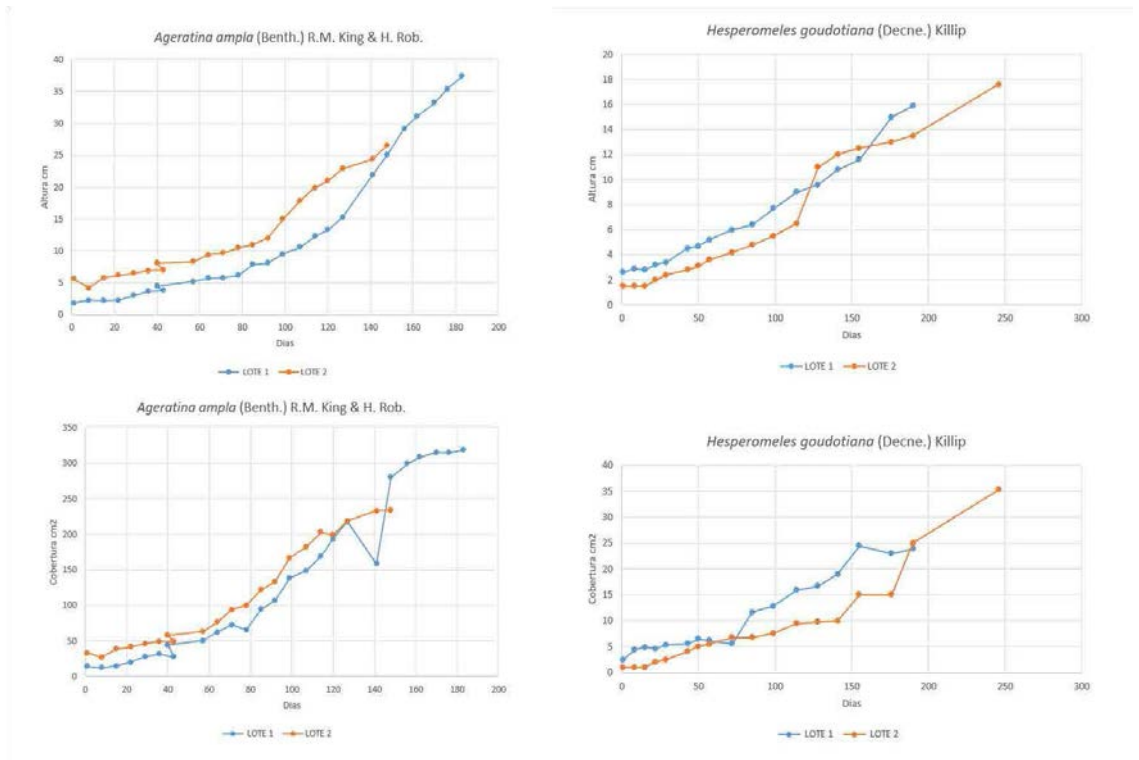 Ageratina ampla (Benth.) R.M. King & H. Rob.
40
35
30
25
20
15
10
5
0
Altura cm
0 20 40 60 80 100 120 140 160 180 200
Dias
LOTE 1 LOTE 2
Hesperomeles goudotiana (Decne.) Killip
20
18
16
14
12
10
8
6
4
2
0
Altura cm
0 50 100 150 200 250 300
Dias
LOTE 1 LOTE 2
Ageratina ampla (Benth.) R.M. King & H. Rob.
350
300
250
200
150
100
50
0
Cobertura cm2
0 20 40 60 80 100 120 140 160 180 200
Dias
LOTE 1 LOTE 2
Hesperomeles goudotiana (Decne.) Killip
40
35
30
25
20
15
10
5
0
Cobertura cm2
0 50 100 150 200 250 300
Dias
LOTE 1 LOTE 2